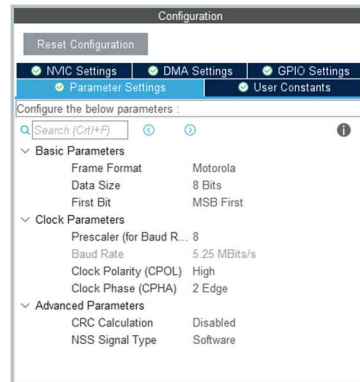 Configuration
Reset Configuration
NVIC Settings DMA Settings GPIO Settings
Parameter Settings User Constants
Configure the below parameters :
Search (Crtl+F)
Basic Parameters
Frame Format Motorola
Data Size 8 Bits
First Bit MSB First
Clock Parameters
Prescaler (for Baud R... 8
Baud Rate 5.25 MBits/s
Clock Polarity (CPOL) High
Clock Phase (CPHA) 2 Edge
Advanced Parameters
CRC Calculation Disabled
NSS Signal Type Software